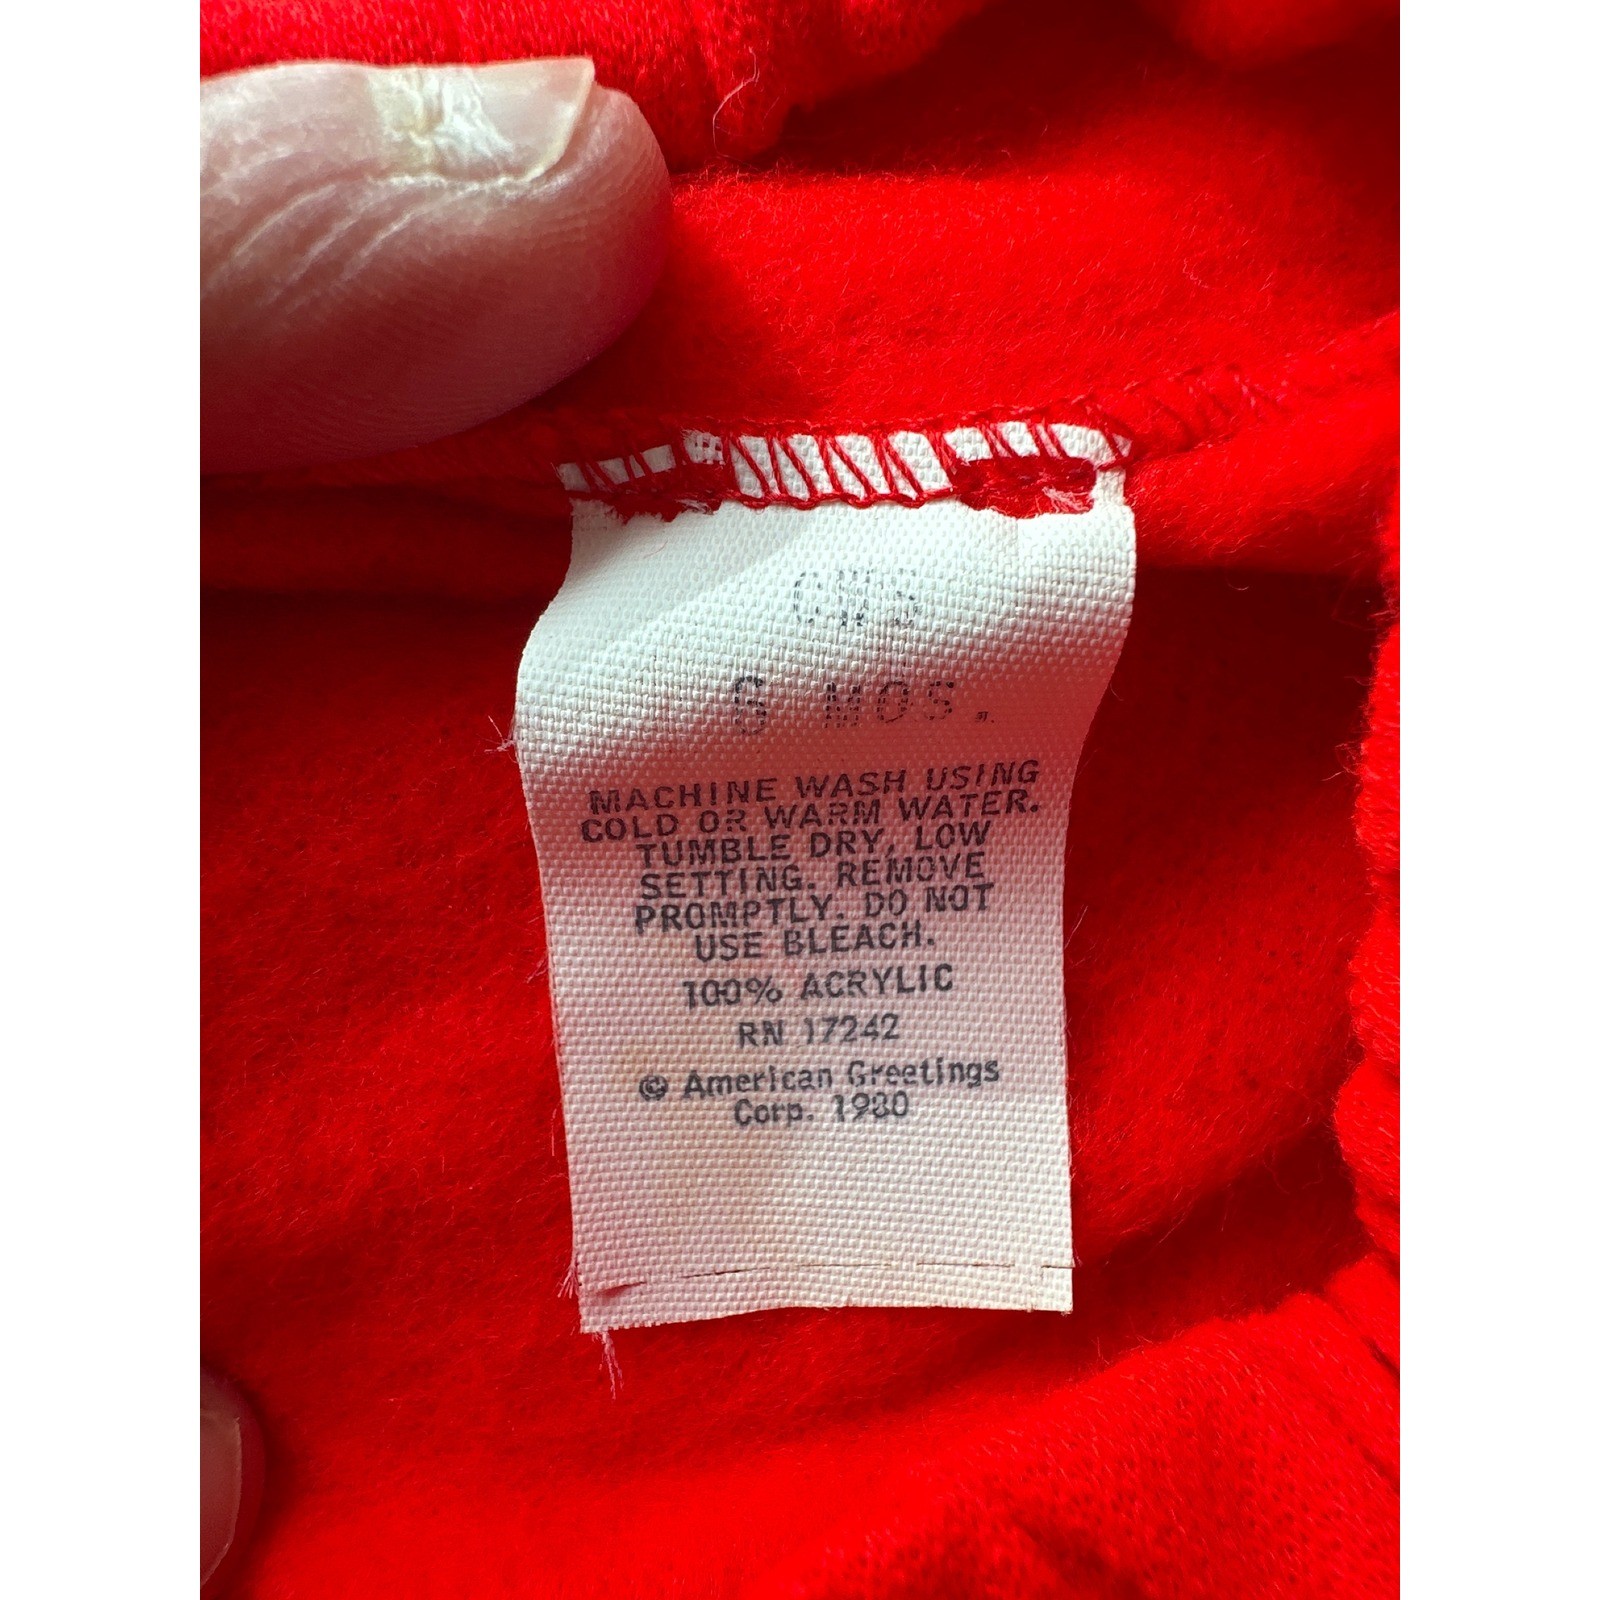 6 MOS.
MACHINE WASH USING
COLD OR WARM WATER.
TUMBLE DRY, LOW
SETTING. REMOVE
PROMPTLY. DO NOT
USE BLEACH.
100% ACRYLIC
RN 17242
© American Greetings
Corp. 1980